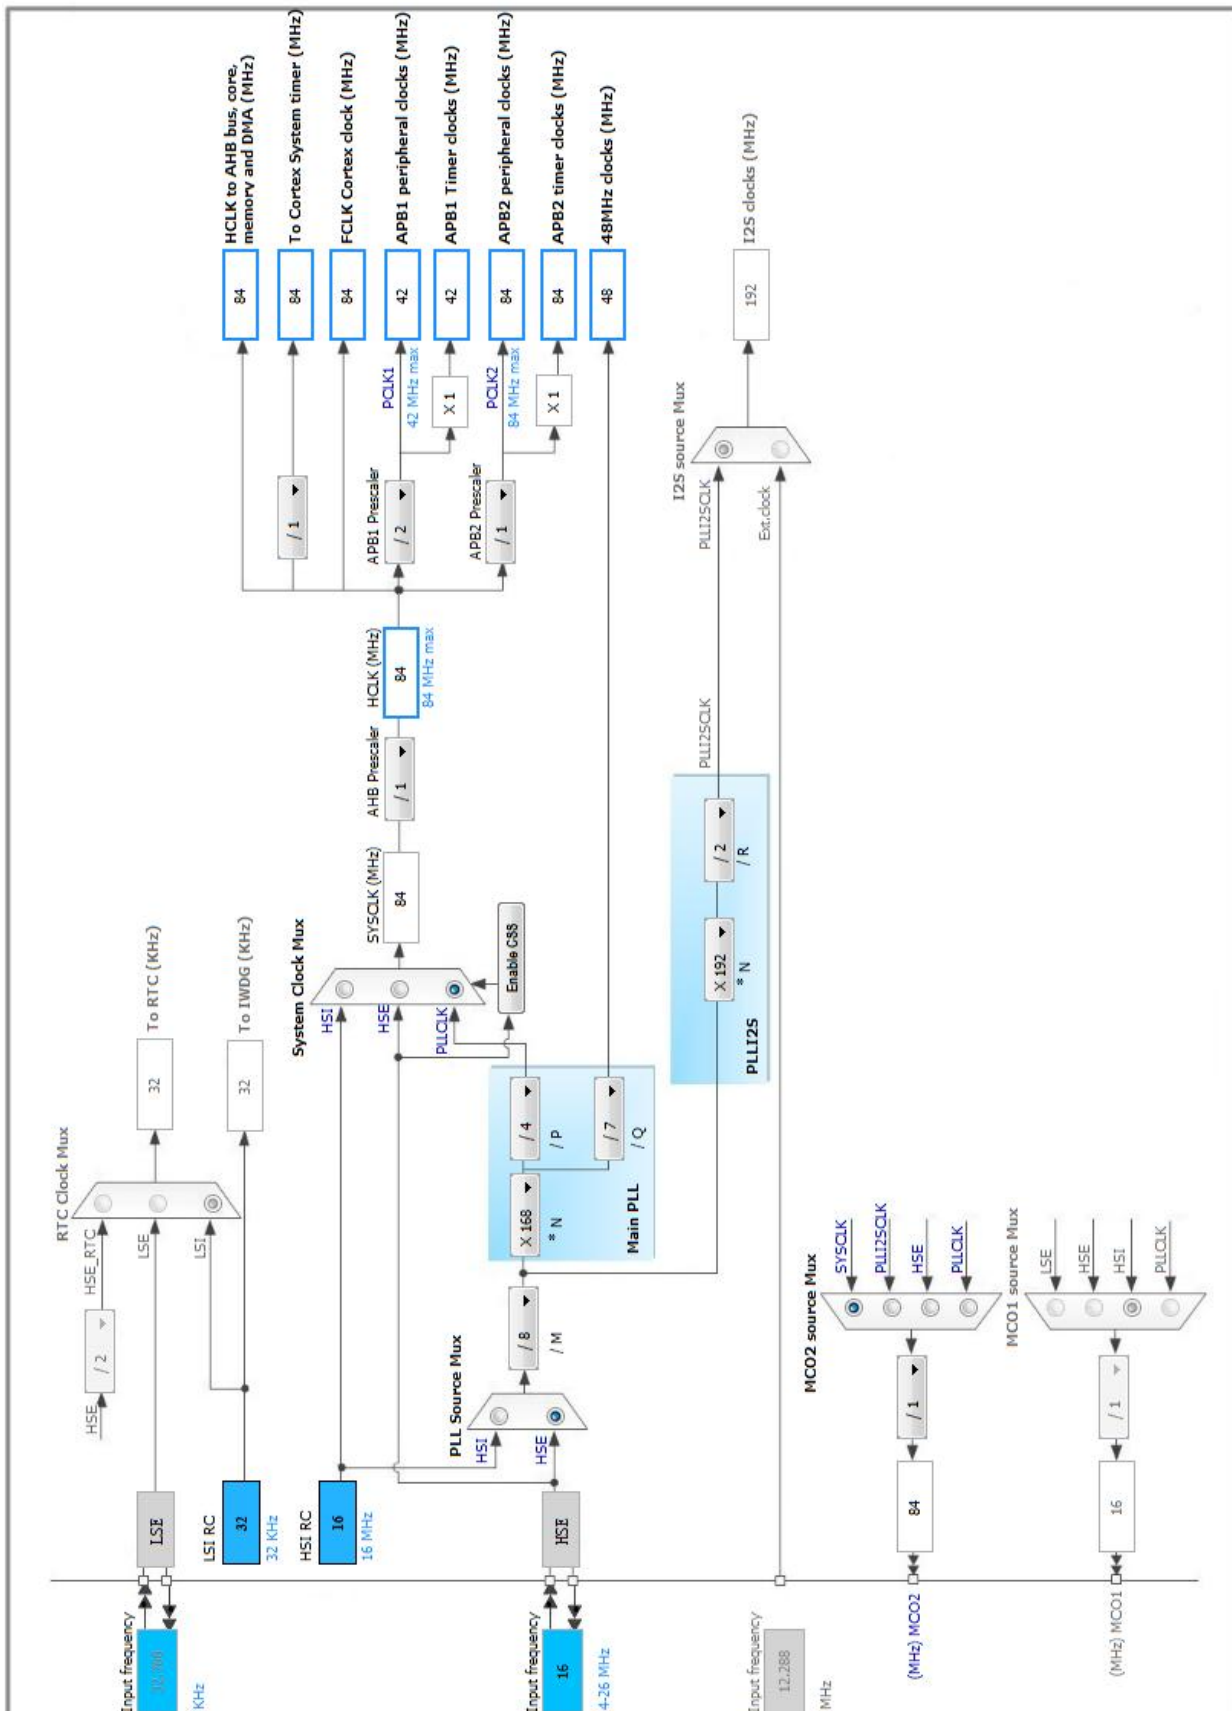 Input frequency
32.768
KHz
LSE
LSI RC
32
32 KHz
HSE
/ 2
HSE_RTC
LSE
LSI
RTC Clock Mux
32
To RTC (KHz)
32
To IWDG (KHz)
HSI RC
16
16 MHz
Input frequency
16
4-26 MHz
HSE
PLL Source Mux
HSI
HSE
/ 8
/ M
X 168
* N
/ 4
/ P
/ 7
/ Q
Main PLL
System Clock Mux
HSI
HSE
PLLCLK
Enable CSS
SYSCLK (MHz)
84
AHB Prescaler
/ 1
HCLK (MHz)
84
84 MHz max
/ 1
APB1 Prescaler
/ 2
APB2 Prescaler
/ 1
PCLK1
42 MHz max
X 1
PCLK2
84 MHz max
X 1
84
HCLK to AHB bus, core,
memory and DMA (MHz)
84
To Cortex System timer (MHz)
84
FCLK Cortex clock (MHz)
42
APB1 peripheral clocks (MHz)
42
APB1 Timer clocks (MHz)
84
APB2 peripheral clocks (MHz)
84
APB2 timer clocks (MHz)
48
48MHz clocks (MHz)
PLLI2S
X 192
* N
/ 2
/ R
PLLI2SCLK
PLLI2SCLK
Ext.clock
I2S source Mux
192
I2S clocks (MHz)
Input frequency
12.288
MHz
(MHz) MCO2
84
/ 1
MCO2 source Mux
SYSCLK
PLLI2SCLK
HSE
PLLCLK
(MHz) MCO1
16
/ 1
MCO1 source Mux
LSE
HSE
HSI
PLLCLK